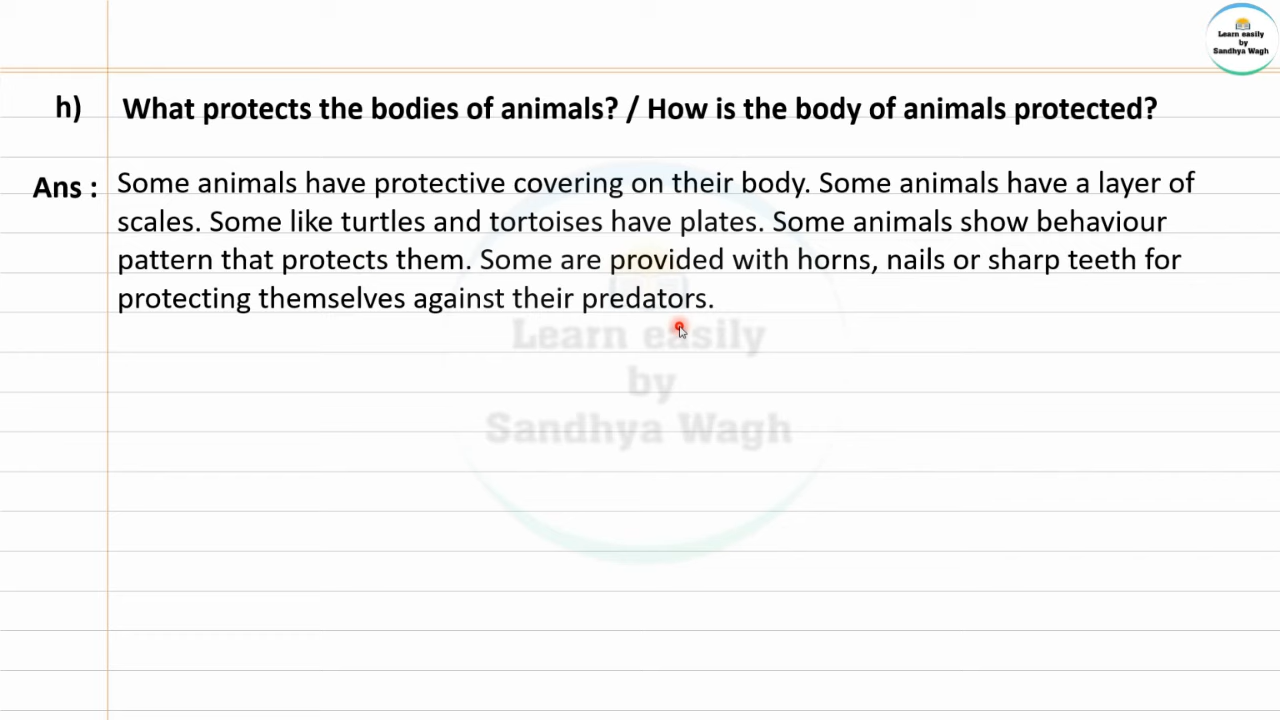 Learn easily
by
Sandhya Wagh
h) What protects the bodies of animals? / How is the body of animals protected?
Ans : Some animals have protective covering on their body. Some animals have a layer of
scales. Some like turtles and tortoises have plates. Some animals show behaviour
pattern that protects them. Some are provided with horns, nails or sharp teeth for
protecting themselves against their predators.
Learn easily
by
Sandhya Wagh